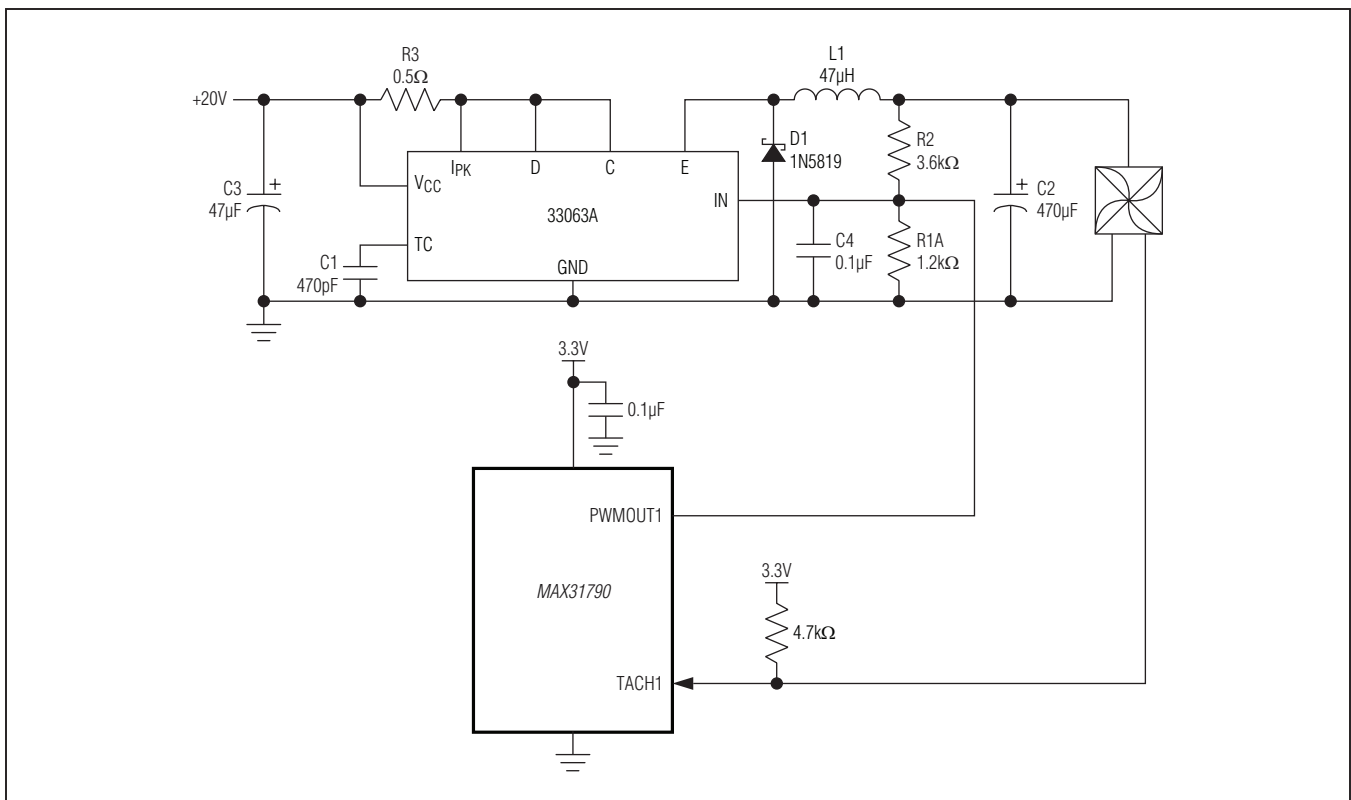 R3
0.5Ω
L1
47µH
+20V
D1
1N5819
R2
3.6kΩ
IPK
D
C
E
VCC
C3
+
47µF
IN
C2
+
470µF
33063A
TC
C4
0.1µF
R1A
1.2kΩ
C1
470pF
GND
3.3V
0.1µF
PWMOUT1
MAX31790
3.3V
4.7kΩ
TACH1